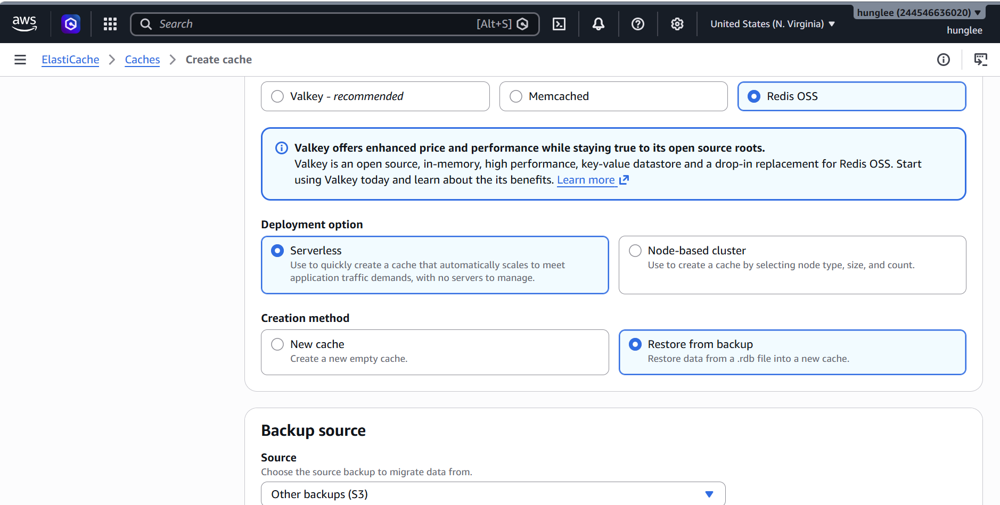 aws
Search
[Alt+S]
United States (N. Virginia)
hunglee (244546636020)
hunglee
ElastiCache
Caches
Create cache
Valkey - recommended
Memcached
Redis OSS
Valkey offers enhanced price and performance while staying true to its open source roots.
Valkey is an open source, in-memory, high performance, key-value datastore and a drop-in replacement for Redis OSS. Start
using Valkey today and learn about the its benefits. Learn more
Deployment option
Serverless
Use to quickly create a cache that automatically scales to meet
application traffic demands, with no servers to manage.
Node-based cluster
Use to create a cache by selecting node type, size, and count.
Creation method
New cache
Create a new empty cache.
Restore from backup
Restore data from a .rdb file into a new cache.
Backup source
Source
Choose the source backup to migrate data from.
Other backups (S3)